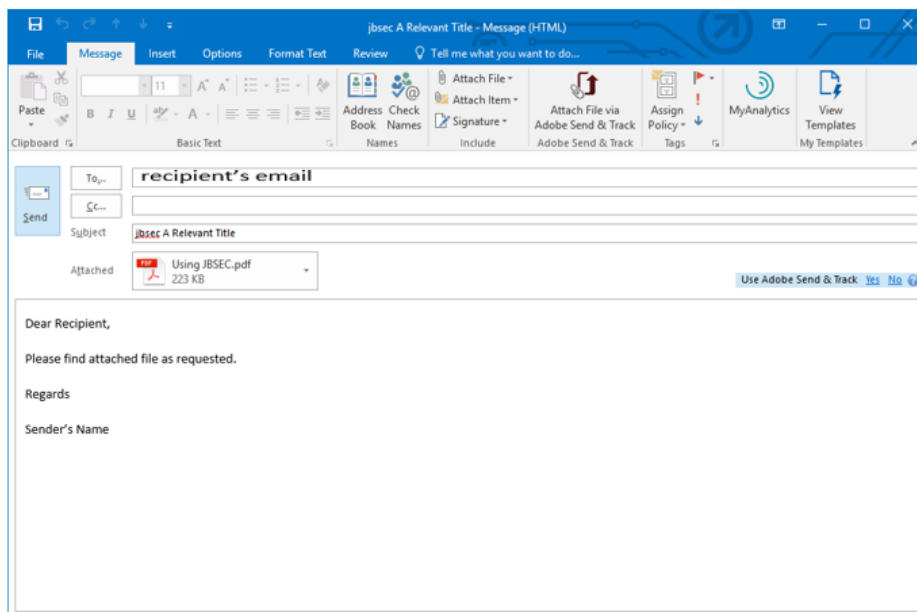 jbsec A Relevant Title - Message (HTML)
File Message Insert Options Format Text Review Tell me what you want to do...
Paste
Clipboard
11 A A
B I U aby A
Basic Text
Address Book
Check Names
Names
Attach File
Attach Item
Signature
Include
Attach File via
Adobe Send & Track
Adobe Send & Track
Assign
Policy
Tags
MyAnalytics
View
Templates
My Templates
Send
To...
recipient's email
Cc...
Subject
jbsec A Relevant Title
Attached
PDF
Using JBSEC.pdf
223 KB
Use Adobe Send & Track Yes No ?
Dear Recipient,
Please find attached file as requested.
Regards
Sender's Name